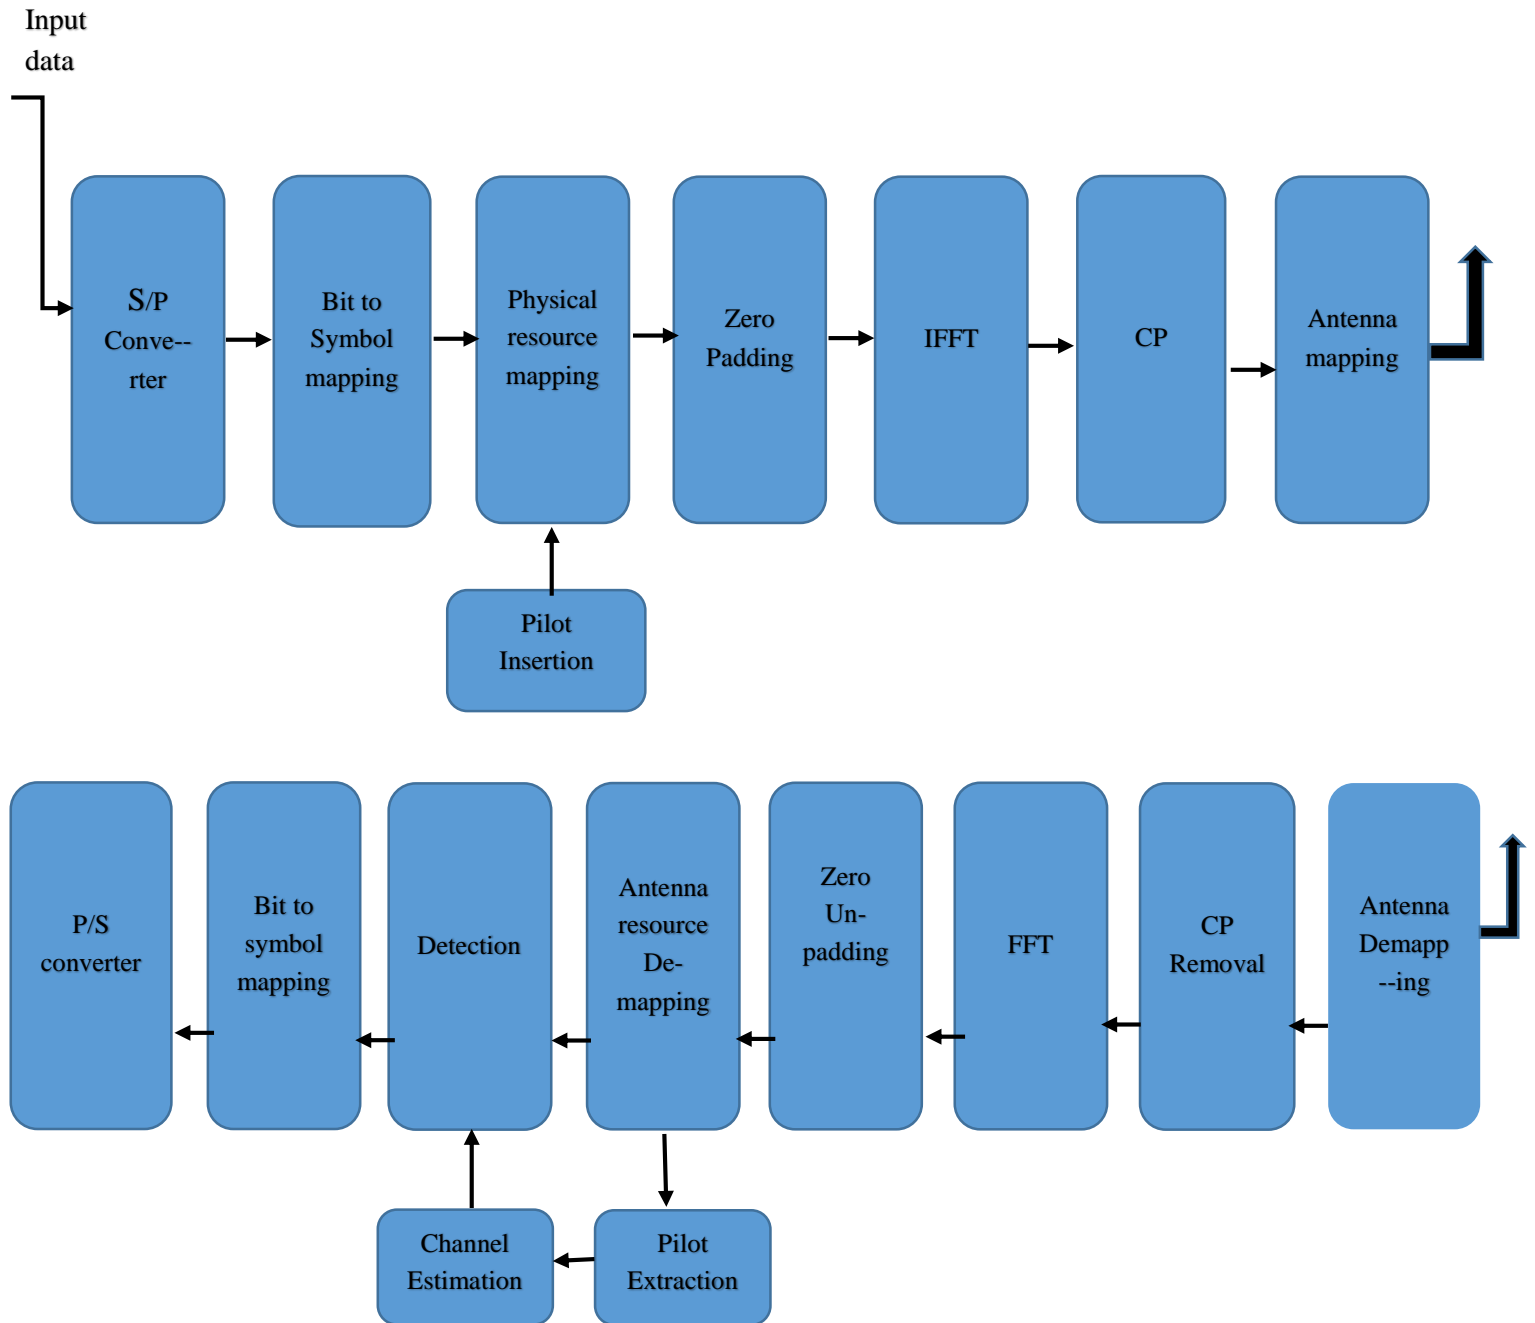 Input
data
S/P
Conve--
rter
Bit to
Symbol
mapping
Physical
resource
mapping
Zero
Padding
IFFT
CP
Antenna
mapping
Pilot
Insertion
P/S
converter
Bit to
symbol
mapping
Detection
Antenna
resource
De-
mapping
Zero
Un-
padding
FFT
CP
Removal
Antenna
Demapp
--ing
Channel
Estimation
Pilot
Extraction